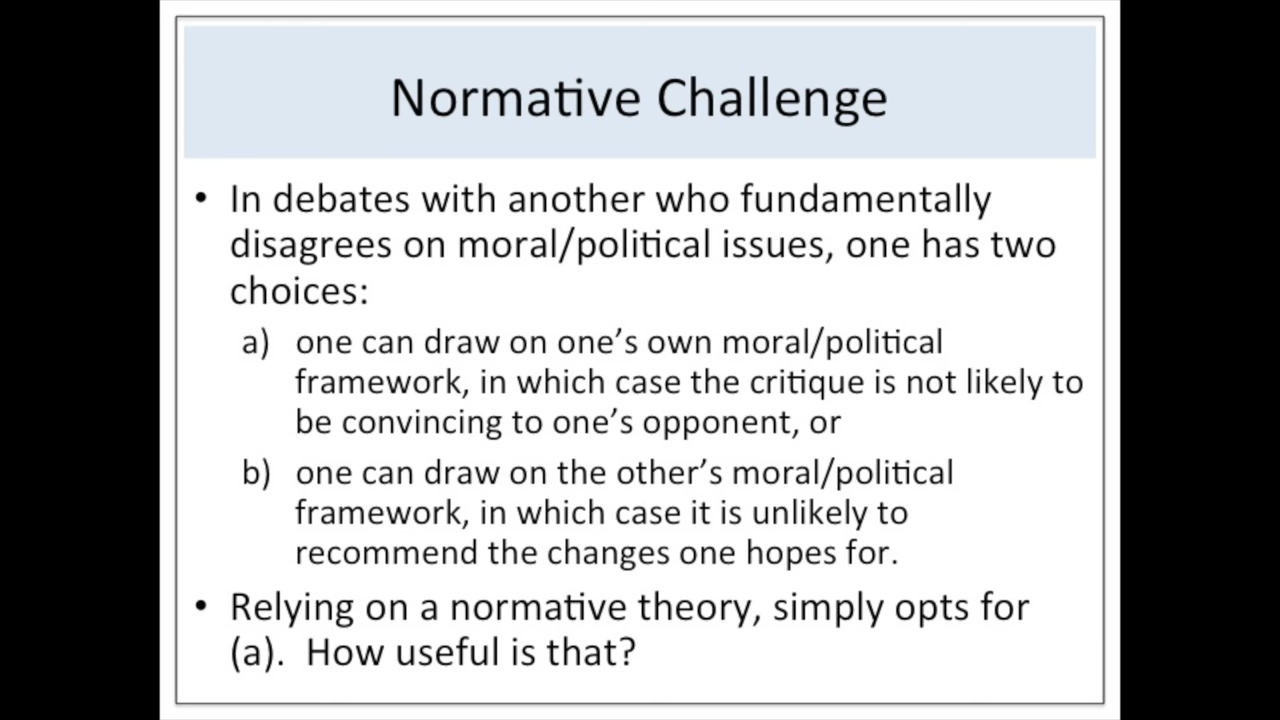 Normative Challenge
• In debates with another who fundamentally
disagrees on moral/political issues, one has two
choices:
a) one can draw on one’s own moral/political
framework, in which case the critique is not likely to
be convincing to one’s opponent, or
b) one can draw on the other’s moral/political
framework, in which case it is unlikely to
recommend the changes one hopes for.
• Relying on a normative theory, simply opts for
(a).  How useful is that?